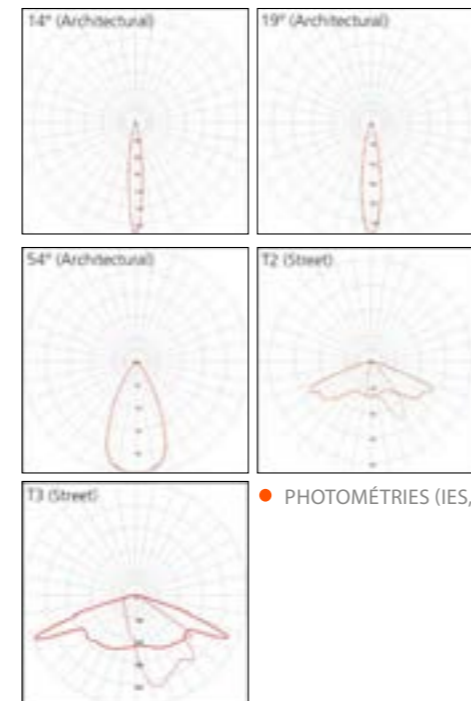 14° (Architectural)
19° (Architectural)
54° (Architectural)
T2 (Street)
T3 (Street)
PHOTOMÉTRIES (IES,